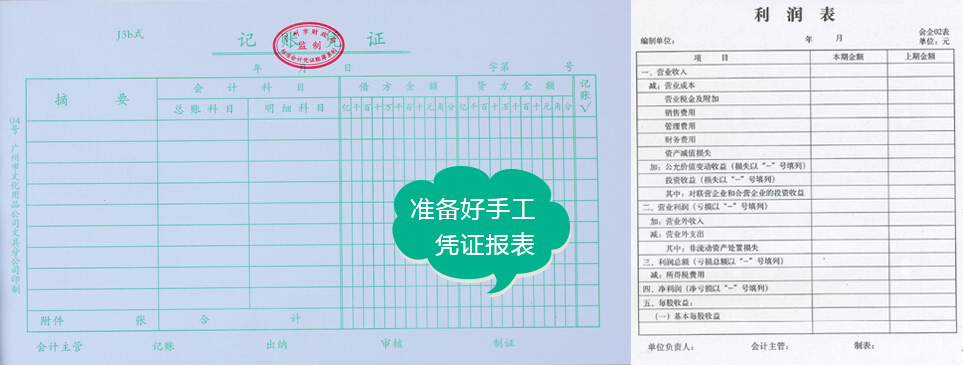 J3b式
记 账 凭 证
广州市财政局
监制
年 月 日
字第 号
摘 要
会 计 科 目
总账科目
明细科目
借 方 金 额
亿千百十万千百十元角分
贷 方 金 额
亿千百十万千百十元角分
记账√
04号 广州市文化用品公司文具分公司印制
附件 张
合 计
会计主管 记账 出纳 审核 制证
准备好手工
凭证报表
利 润 表
会企02表
编制单位: 年 月 单位:元
项 目 本期金额 上期金额
一、营业收入
减:营业成本
营业税金及附加
销售费用
管理费用
财务费用
资产减值损失
加:公允价值变动收益(损失以“-”号填列)
投资收益(损失以“-”号填列)
其中:对联营企业和合营企业的投资收益
二、营业利润(亏损以“-”号填列)
加:营业外收入
减:营业外支出
其中:非流动资产处置损失
三、利润总额(亏损总额以“-”号填列)
减:所得税费用
四、净利润(净亏损以“-”号填列)
五、每股收益:
(一)基本每股收益
单位负责人: 会计主管: 制表: